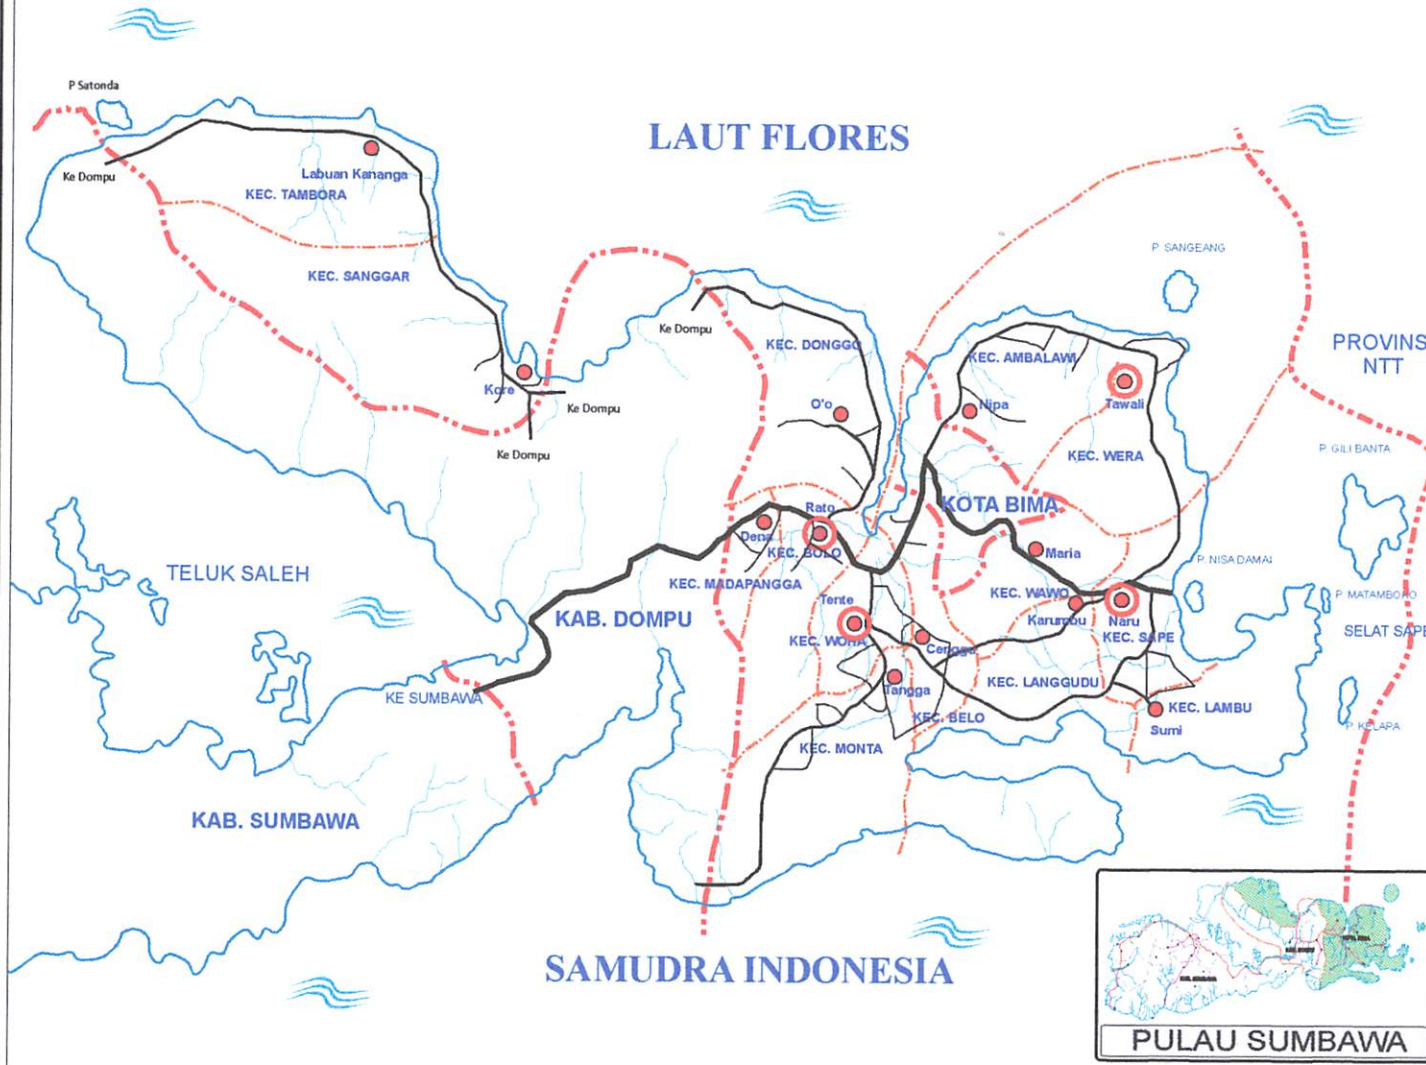 P Satonda
LAUT FLORES
Ke Dompu
Labuan Kananga
KEC. TAMBORA
P. SANGEANG
KEC. SANGGAR
Ke Dompu
KEC. DONGGO
KEC. AMBALAWI
PROVINS
NTT
Kore
Ke Dompu
O'o
Nipa
Tawali
Ke Dompu
KEC. WERA
P. GILI BANTA
Rato
KOTA BIMA
Dena
KEC. BOLO
Maria
P. NISA DAMAI
TELUK SALEH
KEC. MADAPANGGA
KEC. WAWO
P. MATAMBORO
Tente
KAB. DOMPU
Karumbu
Naru
SELAT SAPE
KEC. WOHA
KEC. SAPE
Cengga
KE SUMBAWA
Tangga
KEC. LANGGUDU
KEC. LAMBU
KEC. BELO
Sumi
P. KELAPA
KEC. MONTA
KAB. SUMBAWA
SAMUDRA INDONESIA
PULAU SUMBAWA